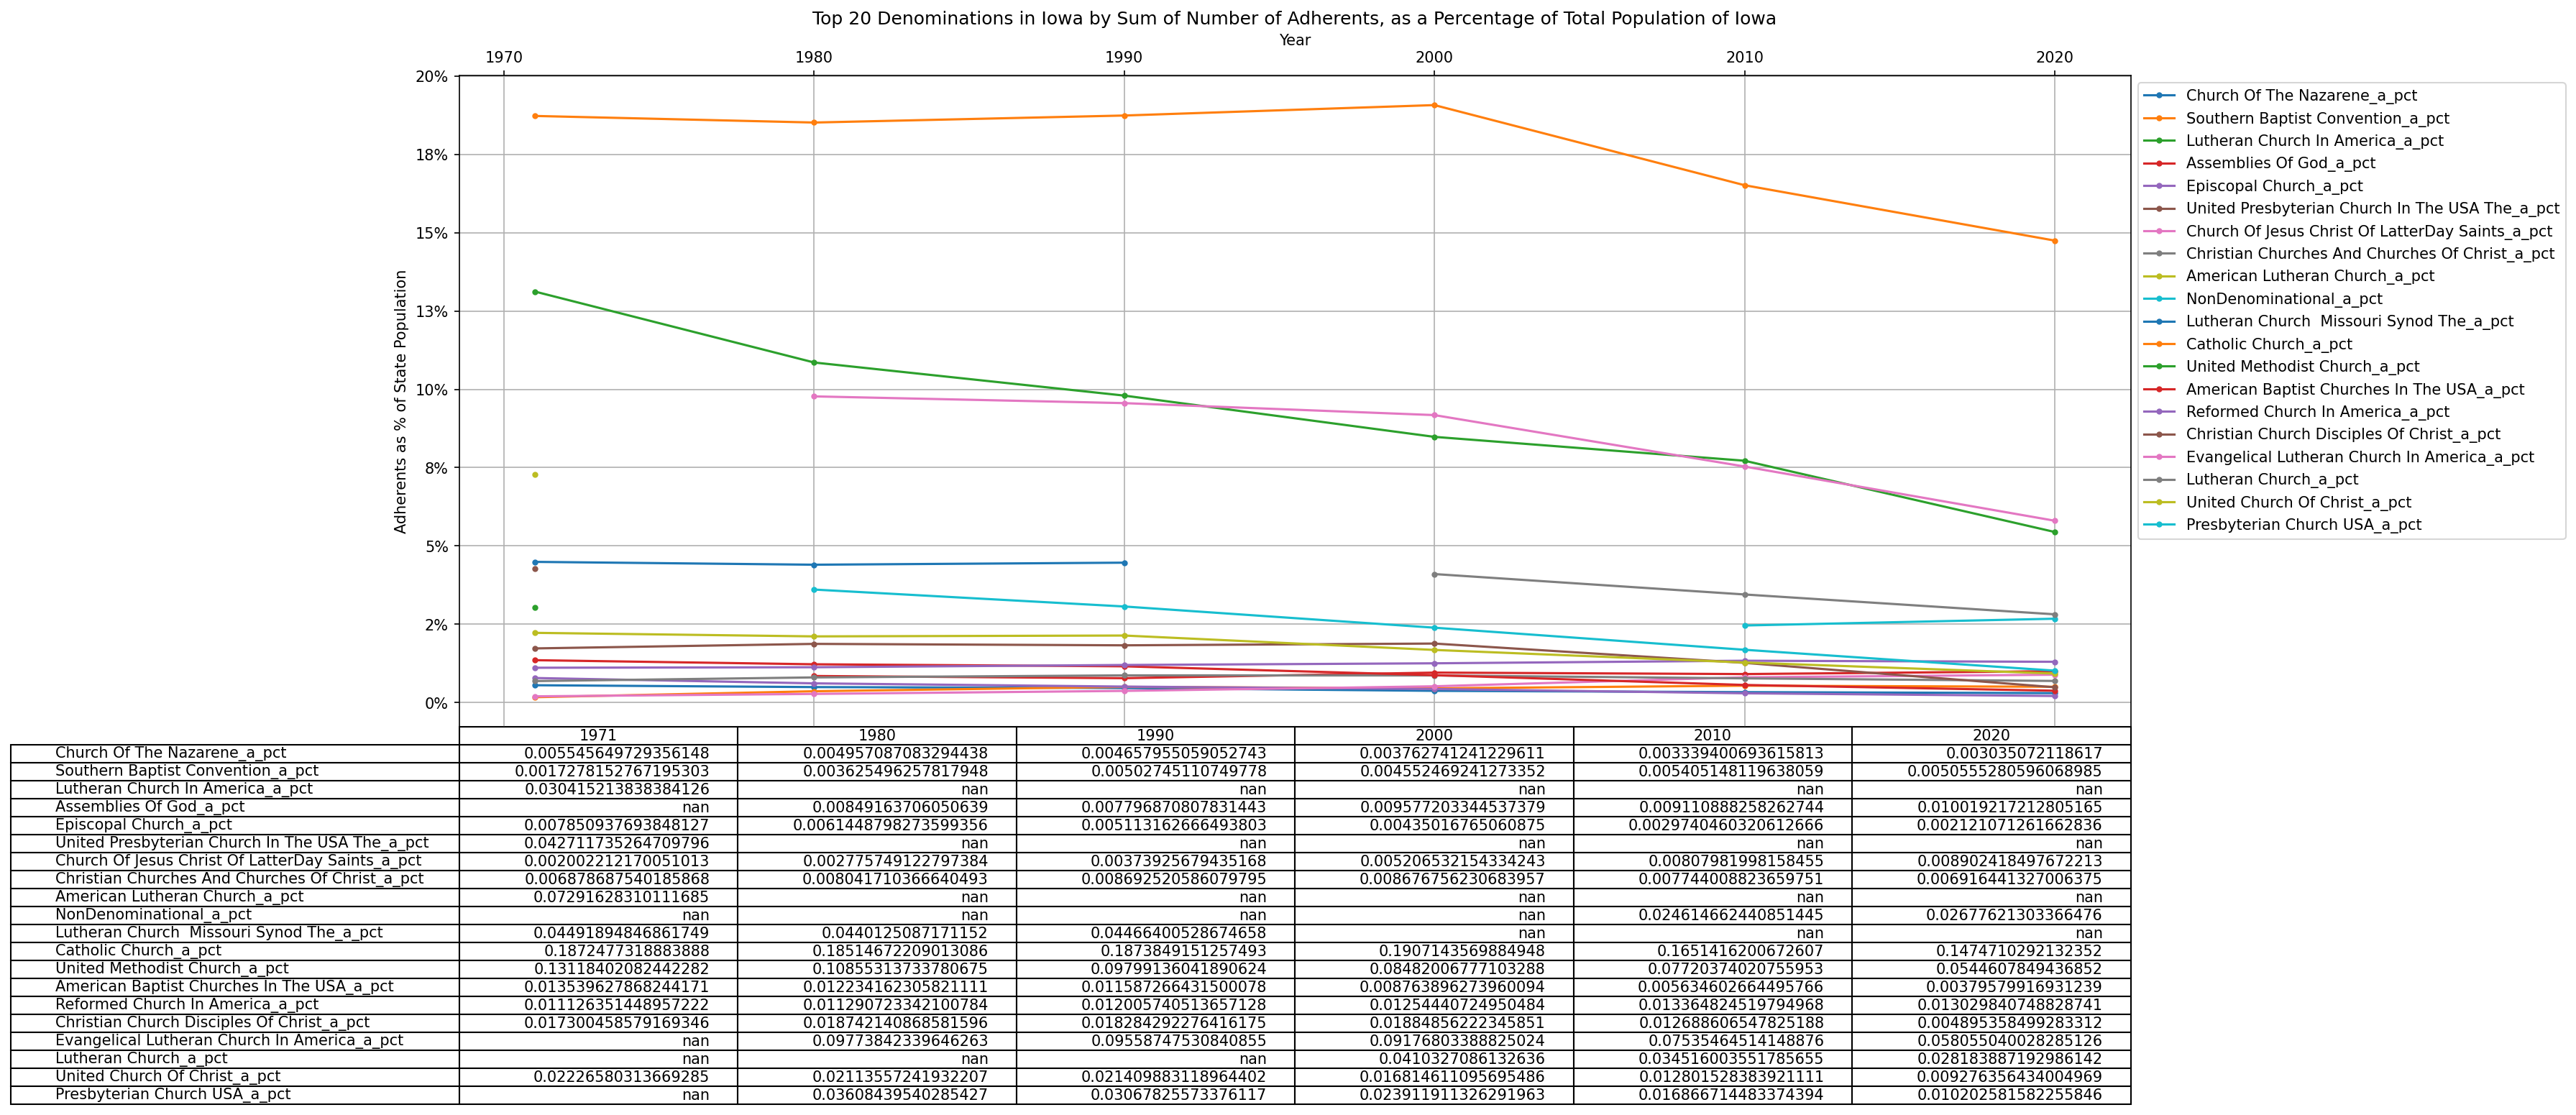 Top 20 Denominations in Iowa by Sum of Number of Adherents, as a Percentage of Total Population of Iowa
Year
1970 1980 1990 2000 2010 2020
20%
18%
15%
13%
10%
8%
5%
2%
0%
Adherents as % of State Population
Church Of The Nazarene_a_pct
Southern Baptist Convention_a_pct
Lutheran Church In America_a_pct
Assemblies Of God_a_pct
Episcopal Church_a_pct
United Presbyterian Church In The USA The_a_pct
Church Of Jesus Christ Of LatterDay Saints_a_pct
Christian Churches And Churches Of Christ_a_pct
American Lutheran Church_a_pct
NonDenominational_a_pct
Lutheran Church  Missouri Synod The_a_pct
Catholic Church_a_pct
United Methodist Church_a_pct
American Baptist Churches In The USA_a_pct
Reformed Church In America_a_pct
Christian Church Disciples Of Christ_a_pct
Evangelical Lutheran Church In America_a_pct
Lutheran Church_a_pct
United Church Of Christ_a_pct
Presbyterian Church USA_a_pct
1971 1980 1990 2000 2010 2020
Church Of The Nazarene_a_pct 0.005545649729356148 0.004957087083294438 0.004657955059052743 0.003762741241229611 0.003339400693615813 0.003035072118617
Southern Baptist Convention_a_pct 0.0017278152767195303 0.003625496257817948 0.00502745110749778 0.004552469241273352 0.005405148119638059 0.0050555280596068985
Lutheran Church In America_a_pct 0.030415213838384126 nan nan nan nan nan
Assemblies Of God_a_pct nan 0.00849163706050639 0.007796870807831443 0.009577203344537379 0.009110888258262744 0.010019217212805165
Episcopal Church_a_pct 0.007850937693848127 0.0061448798273599356 0.005113162666493803 0.00435016765060875 0.0029740460320612666 0.002121071261662836
United Presbyterian Church In The USA The_a_pct 0.042711735264709796 nan nan nan nan nan
Church Of Jesus Christ Of LatterDay Saints_a_pct 0.002002212170051013 0.002775749122797384 0.00373925679435168 0.005206532154334243 0.00807981998158455 0.008902418497672213
Christian Churches And Churches Of Christ_a_pct 0.006878687540185868 0.008041710366640493 0.008692520586079795 0.008676756230683957 0.007744008823659751 0.006916441327006375
American Lutheran Church_a_pct 0.07291628310111685 nan nan nan nan nan
NonDenominational_a_pct nan nan nan nan 0.024614662440851445 0.02677621303366476
Lutheran Church  Missouri Synod The_a_pct 0.04491894846861749 0.0440125087171152 0.04466400528674658 nan nan nan
Catholic Church_a_pct 0.1872477318883888 0.18514672209013086 0.1873849151257493 0.1907143569884948 0.1651416200672607 0.1474710292132352
United Methodist Church_a_pct 0.13118402082442282 0.10855313733780675 0.09799136041890624 0.08482006777103288 0.07720374020755953 0.0544607849436852
American Baptist Churches In The USA_a_pct 0.013539627868244171 0.012234162305821111 0.011587266431500078 0.008763896273960094 0.005634602664495766 0.00379579916931239
Reformed Church In America_a_pct 0.011126351448957222 0.011290723342100784 0.012005740513657128 0.01254440724950484 0.013364824519794968 0.013029840748828741
Christian Church Disciples Of Christ_a_pct 0.017300458579169346 0.018742140868581596 0.018284292276416175 0.01884856222345851 0.012688606547825188 0.004895358499283312
Evangelical Lutheran Church In America_a_pct nan 0.09773842339646263 0.09558747530840855 0.09176803388825024 0.07535464514148876 0.058055040028285126
Lutheran Church_a_pct nan nan nan 0.0410327086132636 0.034516003551785655 0.028183887192986142
United Church Of Christ_a_pct 0.02226580313669285 0.02113557241932207 0.021409883118964402 0.016814611095695486 0.012801528383921111 0.009276356434004969
Presbyterian Church USA_a_pct nan 0.03608439540285427 0.03067825573376117 0.023911911326291963 0.016866714483374394 0.010202581582255846